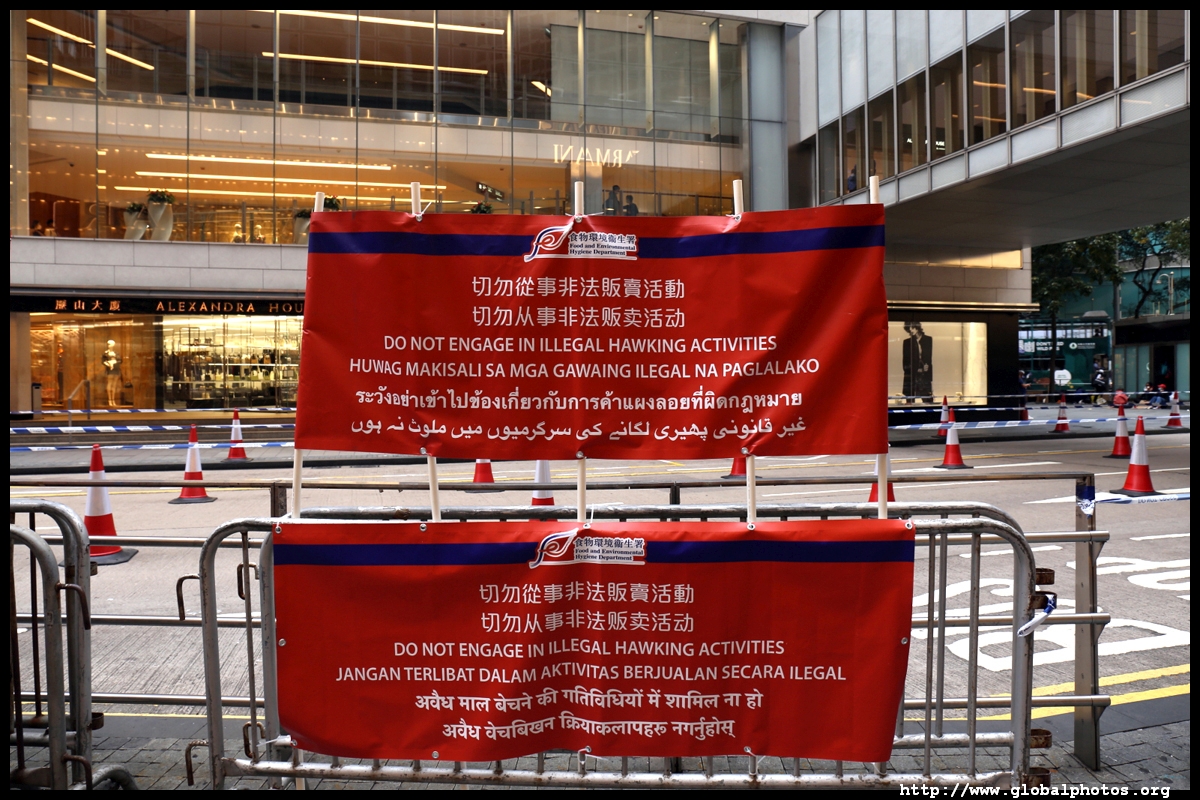 ARMANI
歷山大廈 ALEXANDRA HOU
食物環境衞生署
Food and Environmental
Hygiene Department
切勿從事非法販賣活動
切勿从事非法贩卖活动
DO NOT ENGAGE IN ILLEGAL HAWKING ACTIVITIES
HUWAG MAKISALI SA MGA GAWAING ILEGAL NA PAGLALAKO
ระวังอย่าเข้าไปข้องเกี่ยวกับการค้าแผงลอยที่ผิดกฎหมาย
غیر قانونی پھیری لگانے کی سرگرمیوں میں ملوث نہ ہوں
食物環境衞生署
Food and Environmental
Hygiene Department
切勿從事非法販賣活動
切勿从事非法贩卖活动
DO NOT ENGAGE IN ILLEGAL HAWKING ACTIVITIES
JANGAN TERLIBAT DALAM AKTIVITAS BERJUALAN SECARA ILEGAL
अवैध माल बेचने की गतिविधियों में शामिल ना हो
अवैध वेचबिखन क्रियाकलापहरू नगर्नुहोस्
http://www.globalphotos.org